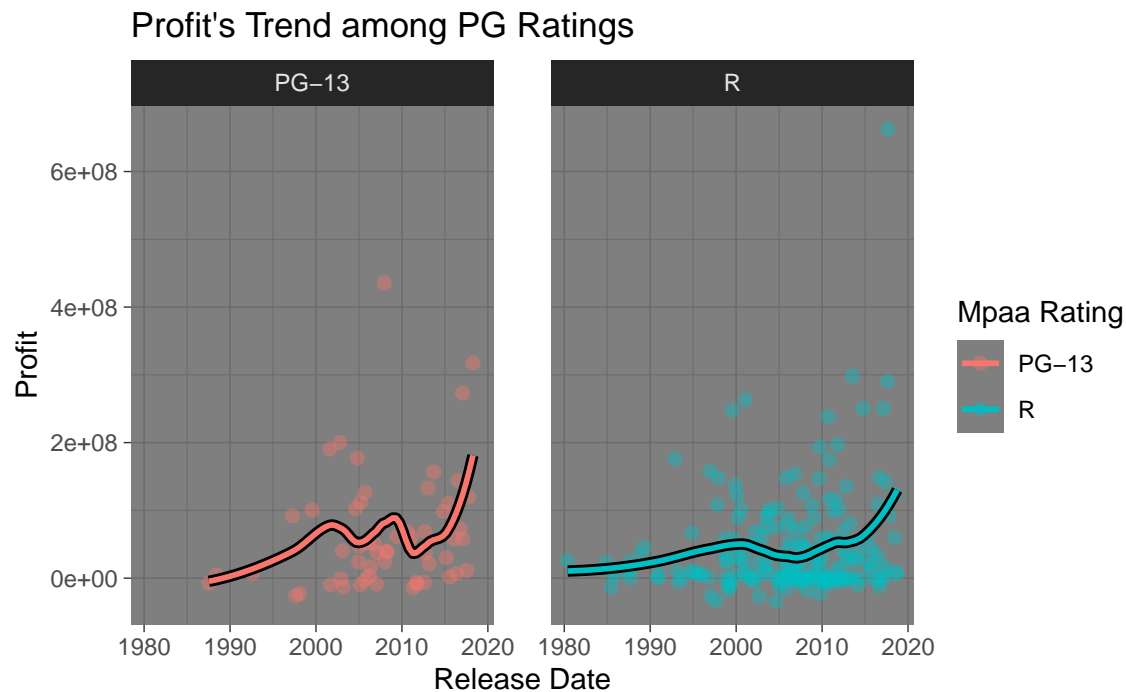 Profit's Trend among PG Ratings
PG−13
R
6e+08
4e+08
2e+08
0e+00
Profit
1980 1990 2000 2010 2020
1980 1990 2000 2010 2020
Release Date
Mpaa Rating
PG−13
R